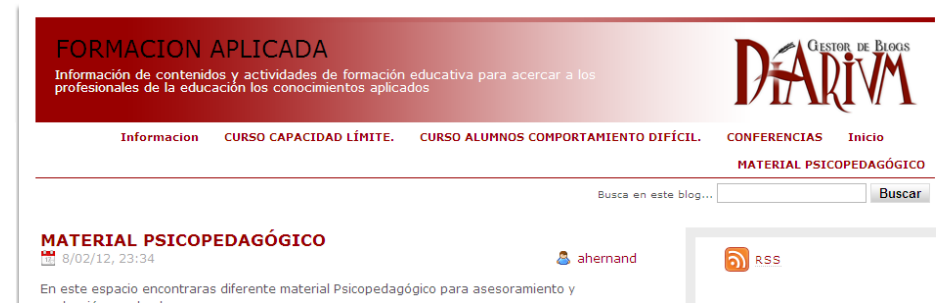 FORMACION APLICADA
Información de contenidos y actividades de formación educativa para acercar a los
profesionales de la educación los conocimientos aplicados
GESTOR DE BLOGS
DIARIVM
Informacion CURSO CAPACIDAD LÍMITE. CURSO ALUMNOS COMPORTAMIENTO DIFÍCIL. CONFERENCIAS Inicio
MATERIAL PSICOPEDAGÓGICO
Busca en este blog... Buscar
MATERIAL PSICOPEDAGÓGICO
8/02/12, 23:34 ahernand
RSS
En este espacio encontraras diferente material Psicopedagógico para asesoramiento y